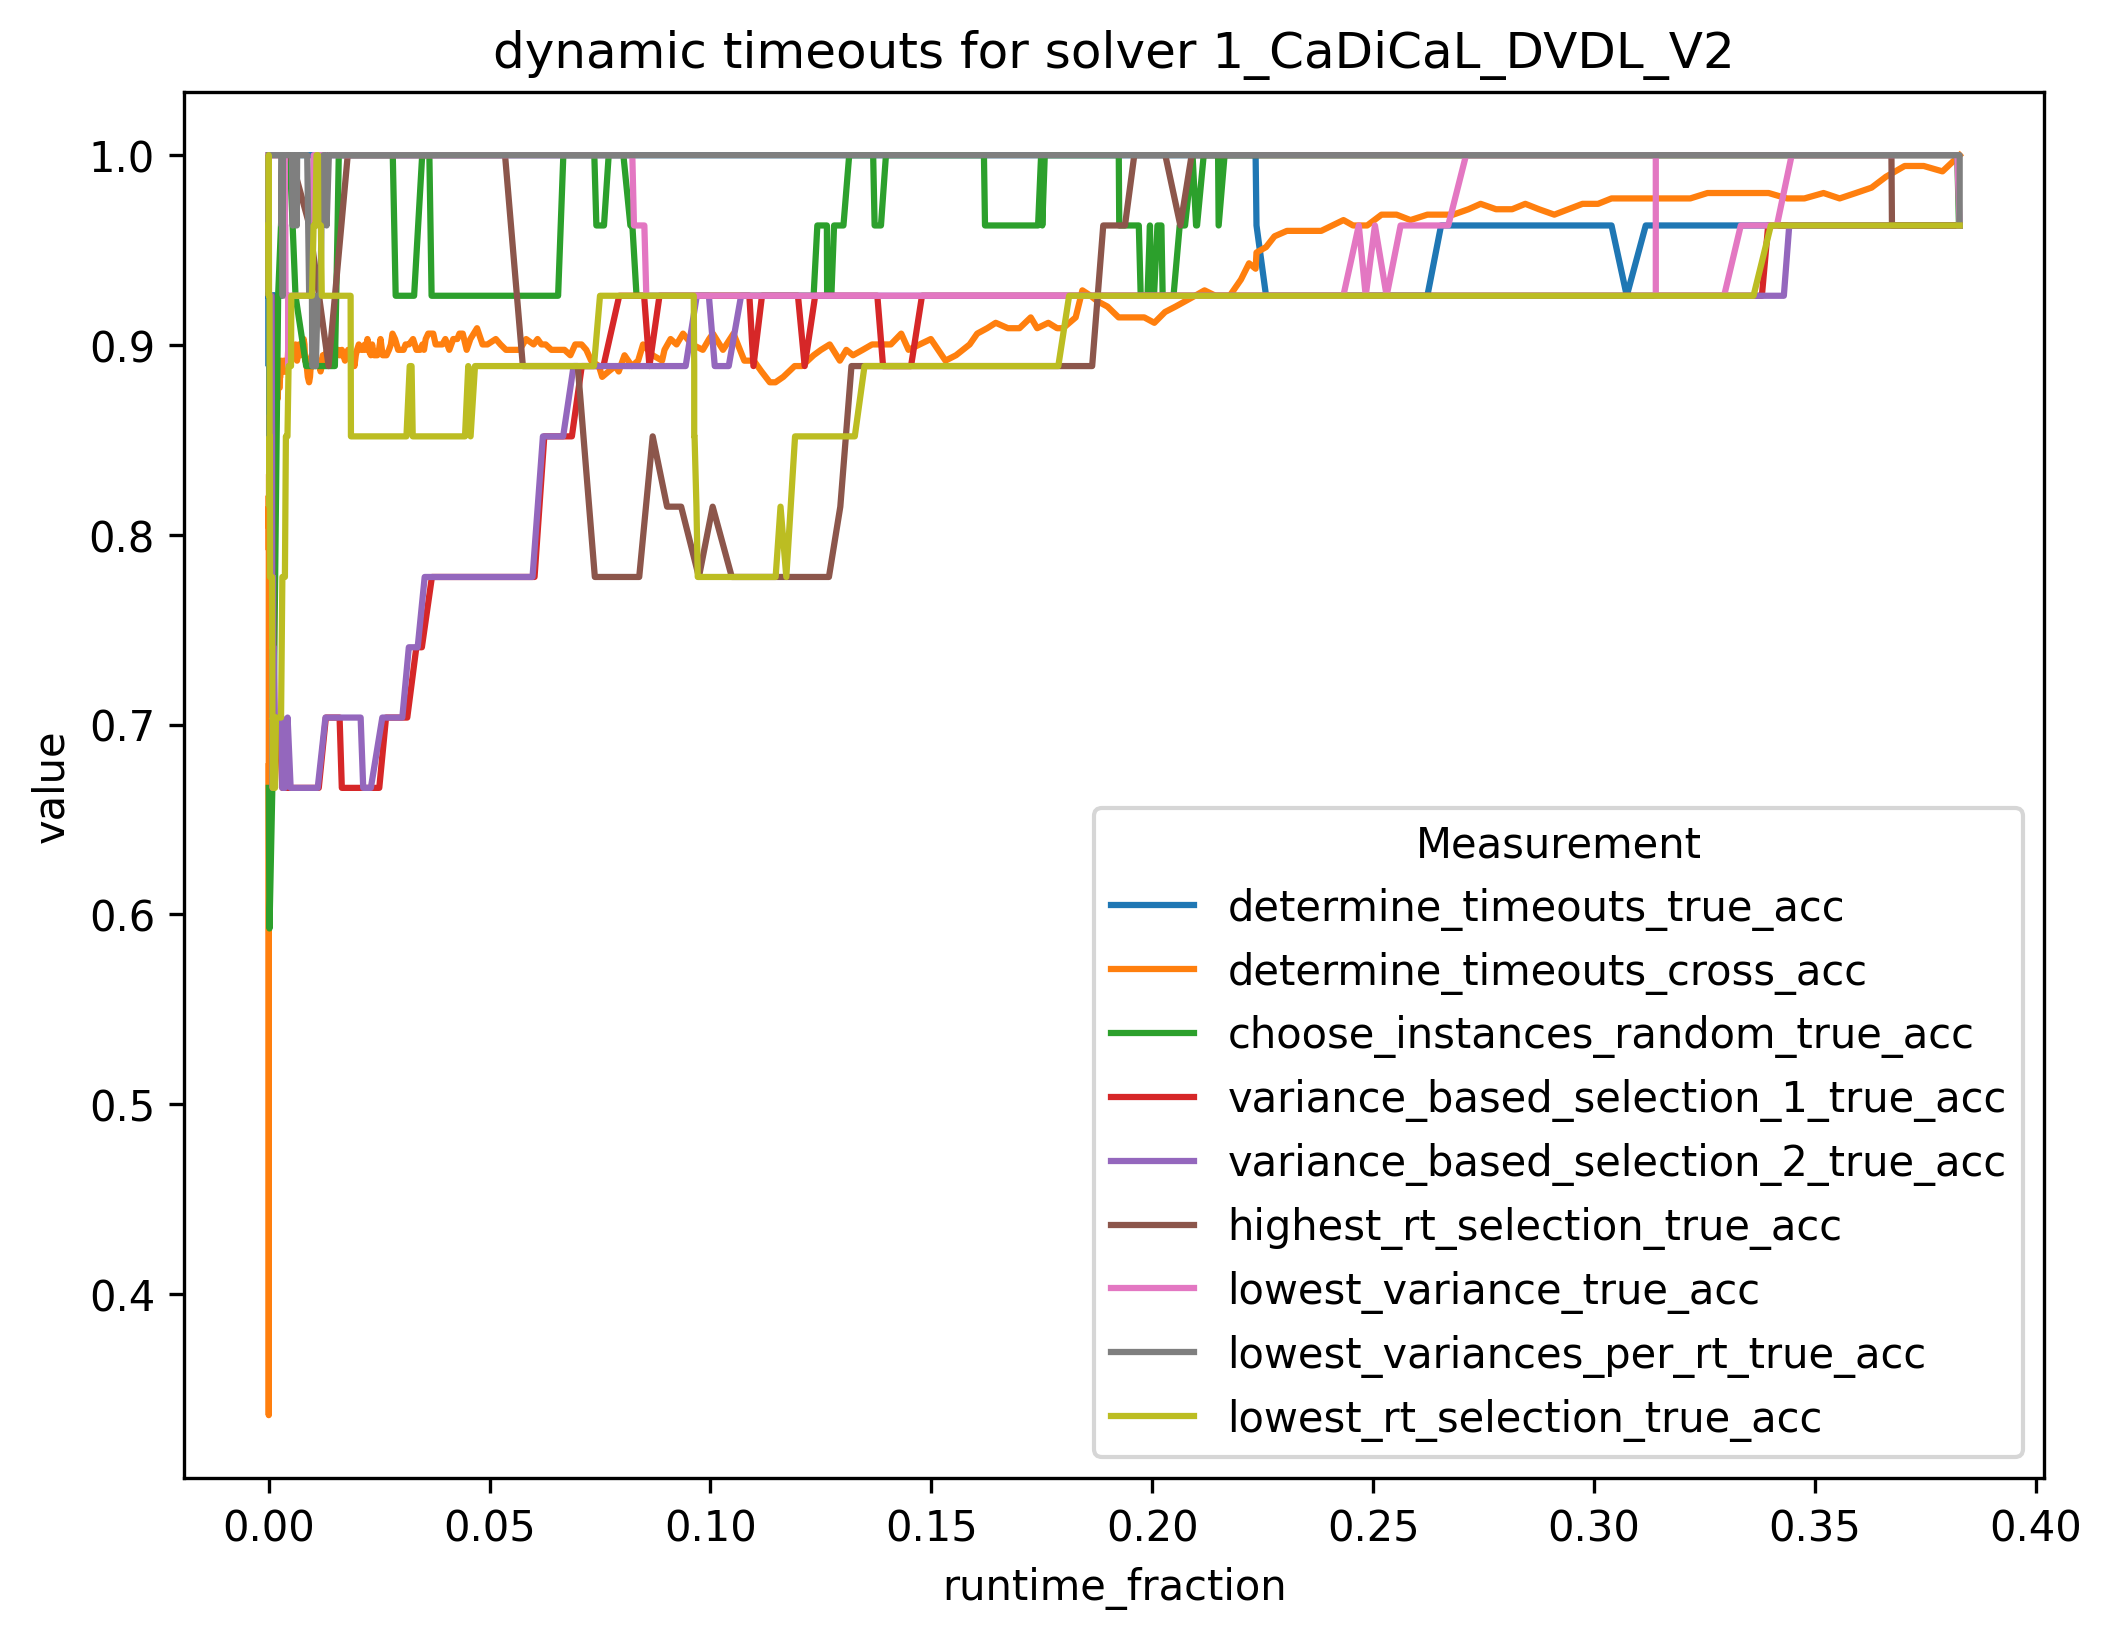 dynamic timeouts for solver 1_CaDiCaL_DVDL_V2
1.0
0.9
0.8
0.7
0.6
0.5
0.4
value
Measurement
determine_timeouts_true_acc
determine_timeouts_cross_acc
choose_instances_random_true_acc
variance_based_selection_1_true_acc
variance_based_selection_2_true_acc
highest_rt_selection_true_acc
lowest_variance_true_acc
lowest_variances_per_rt_true_acc
lowest_rt_selection_true_acc
0.00 0.05 0.10 0.15 0.20 0.25 0.30 0.35 0.40
runtime_fraction